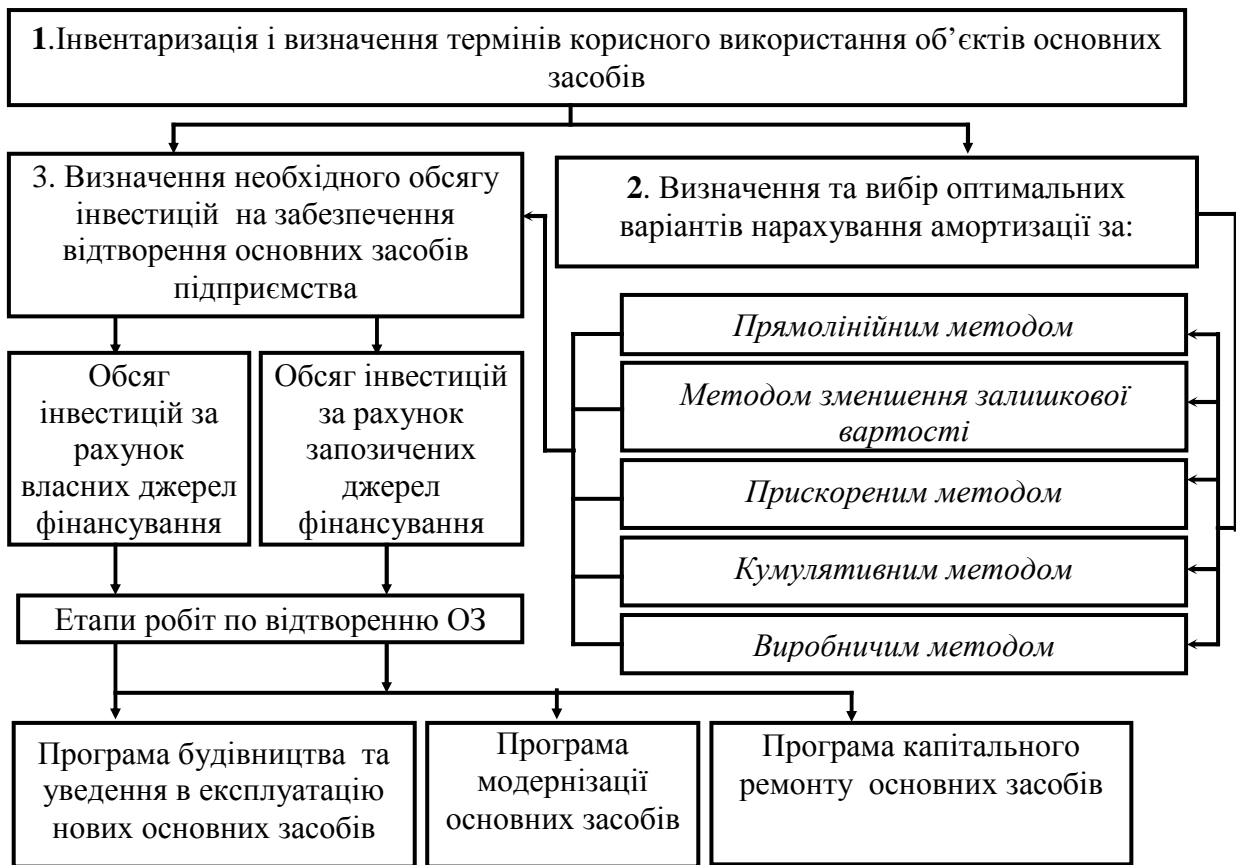 1.Інвентаризація і визначення термінів корисного використання об’єктів основних
засобів
3. Визначення необхідного обсягу
інвестицій на забезпечення
відтворення основних засобів
підприємства
2. Визначення та вибір оптимальних
варіантів нарахування амортизації за:
Прямолінійним методом
Методом зменшення залишкової
вартості
Прискореним методом
Кумулятивним методом
Виробничим методом
Обсяг
інвестицій за
рахунок
власних джерел
фінансування
Обсяг інвестицій
за рахунок
запозичених
джерел
фінансування
Етапи робіт по відтворенню ОЗ
Програма будівництва та
уведення в експлуатацію
нових основних засобів
Програма
модернізації
основних засобів
Програма капітального
ремонту основних засобів